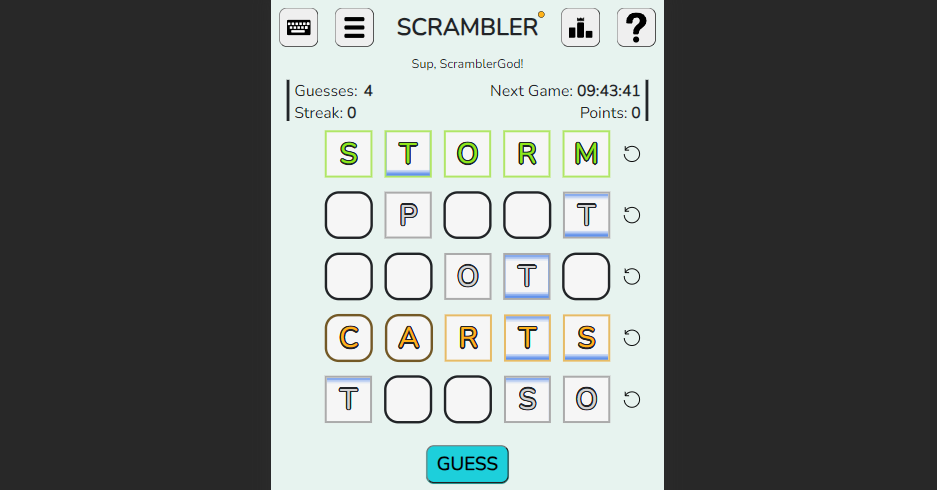 SCRAMBLER
Sup, ScramblerGod!
Guesses: 4 Next Game: 09:43:41
Streak: 0 Points: 0
S T O R M
P T
O T
C A R T S
T S O
GUESS